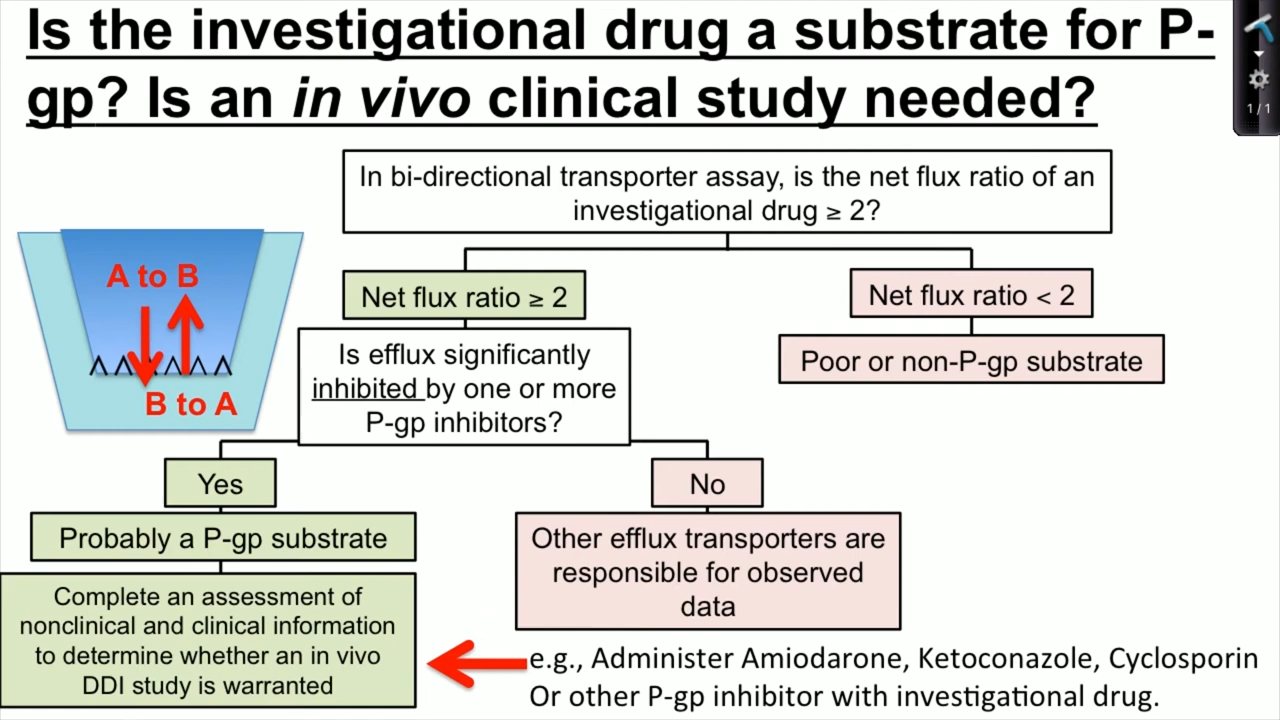 Is the investigational drug a substrate for P-
gp? Is an in vivo clinical study needed?
1/1
In bi-directional transporter assay, is the net flux ratio of an
investigational drug ≥ 2?
A to B
B to A
Net flux ratio ≥ 2
Net flux ratio < 2
Is efflux significantly
inhibited by one or more
P-gp inhibitors?
Poor or non-P-gp substrate
Yes
No
Probably a P-gp substrate
Other efflux transporters are
responsible for observed
data
Complete an assessment of
nonclinical and clinical information
to determine whether an in vivo
DDI study is warranted
e.g., Administer Amiodarone, Ketoconazole, Cyclosporin
Or other P-gp inhibitor with investigational drug.